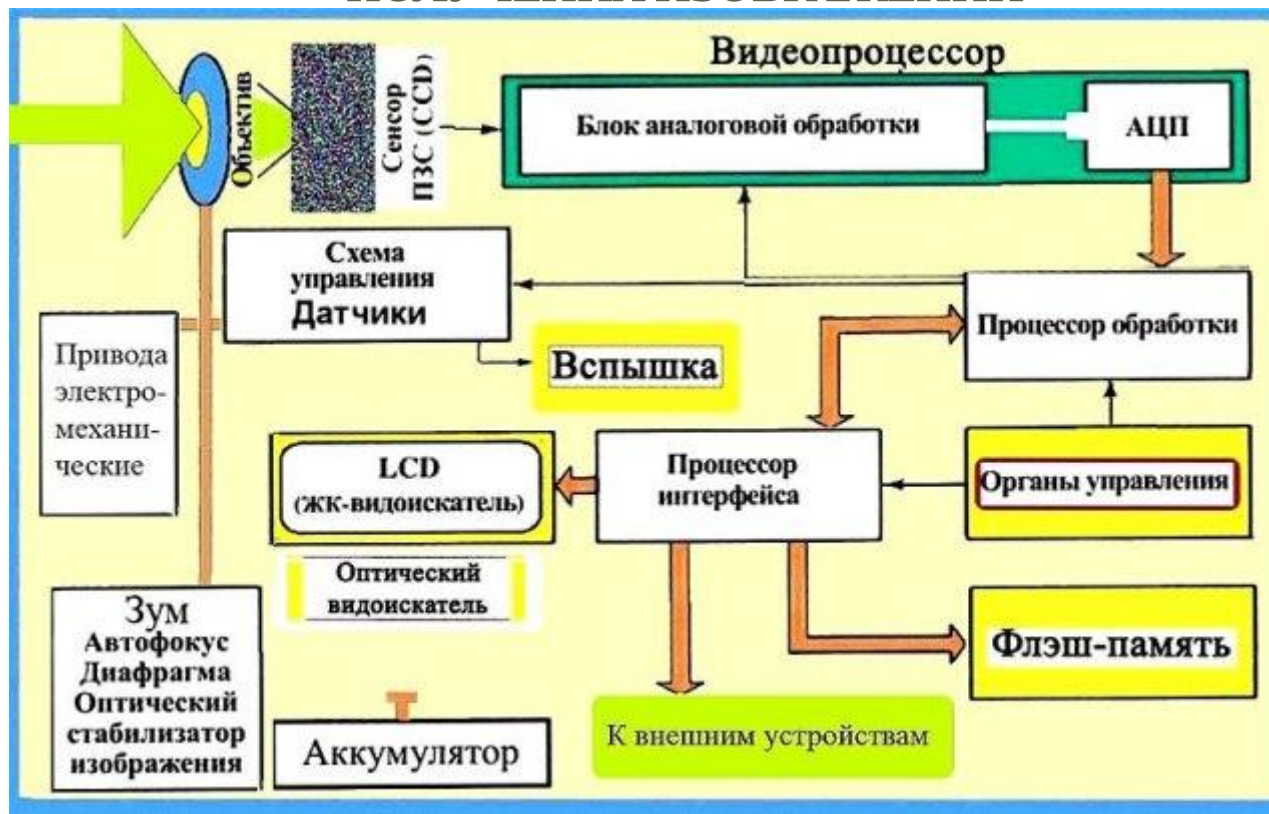 Видеопроцессор
Объектив
Сенсор
ПЗС (CCD)
Блок аналоговой обработки
АЦП
Схема
управления
Датчики
Привода
электро-
механи-
ческие
Вспышка
Процессор обработки
LCD
(ЖК-видоискатель)
Процессор
интерфейса
Органы управления
Оптический
видоискатель
Зум
Автофокус
Диафрагма
Оптический
стабилизатор
изображения
Флэш-память
Аккумулятор
К внешним устройствам